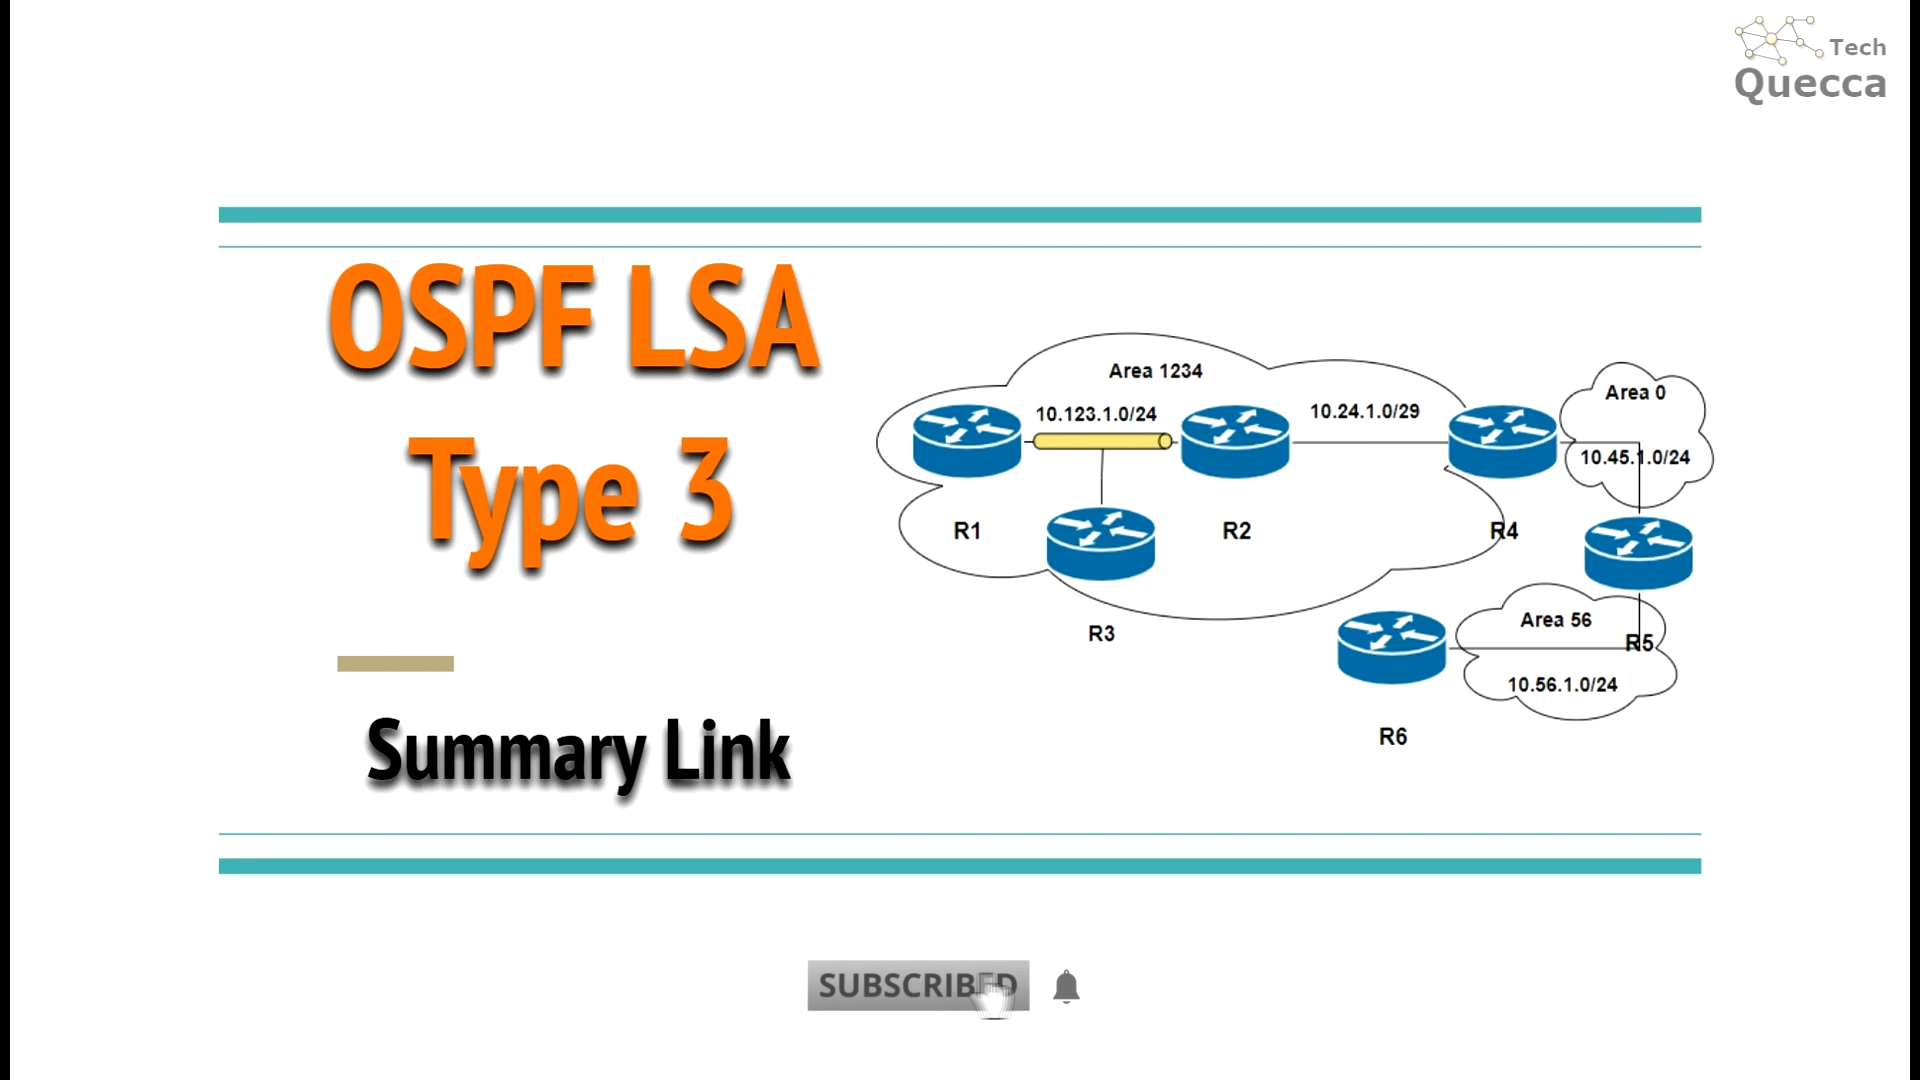 Tech
Quecca
OSPF LSA
Type 3
Summary Link
Area 1234
10.123.1.0/24
10.24.1.0/29
Area 0
10.45.1.0/24
R1
R2
R4
R3
Area 56
R5
10.56.1.0/24
R6
SUBSCRIBED